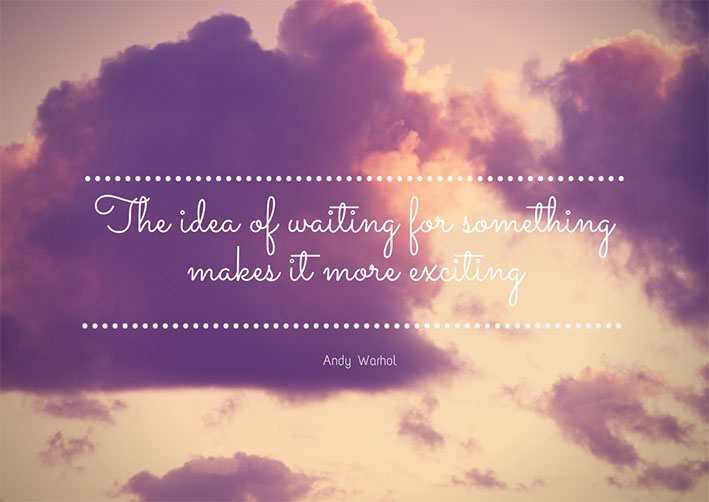 The idea of waiting for something
makes it more exciting
Andy Warhol